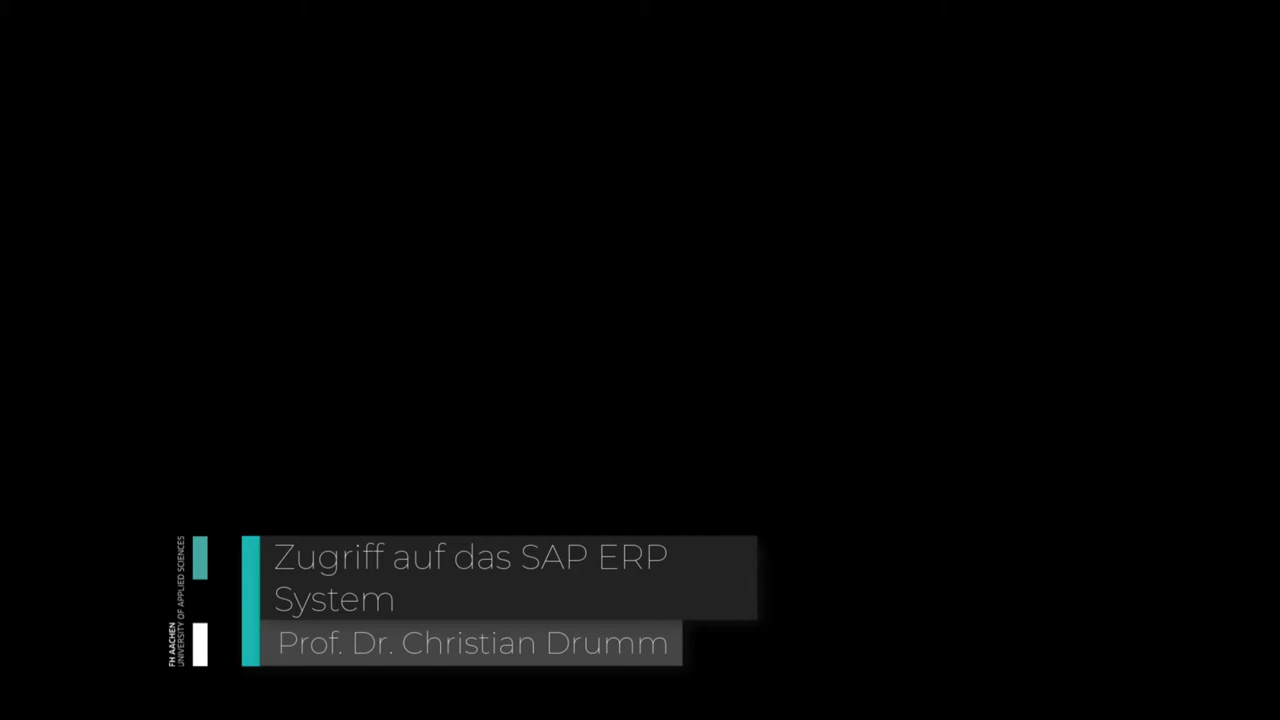 Zugriff auf das SAP ERP
System
Prof. Dr. Christian Drumm
FH AACHEN
UNIVERSITY OF APPLIED SCIENCES